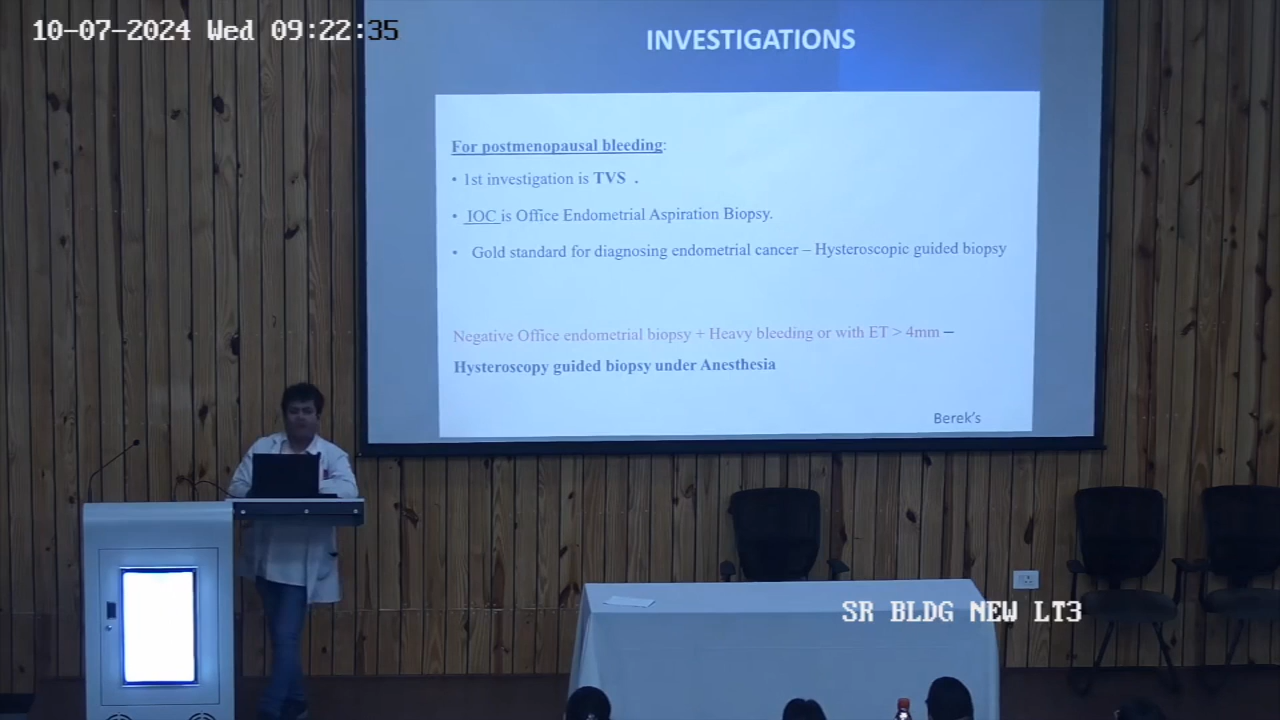 10-07-2024 Wed 09:22:35
INVESTIGATIONS
For postmenopausal bleeding:
• 1st investigation is TVS .
• IOC is Office Endometrial Aspiration Biopsy.
• Gold standard for diagnosing endometrial cancer – Hysteroscopic guided biopsy
Negative Office endometrial biopsy + Heavy bleeding or with ET > 4mm –
Hysteroscopy guided biopsy under Anesthesia
Berek's
SR BLDG NEW LT3